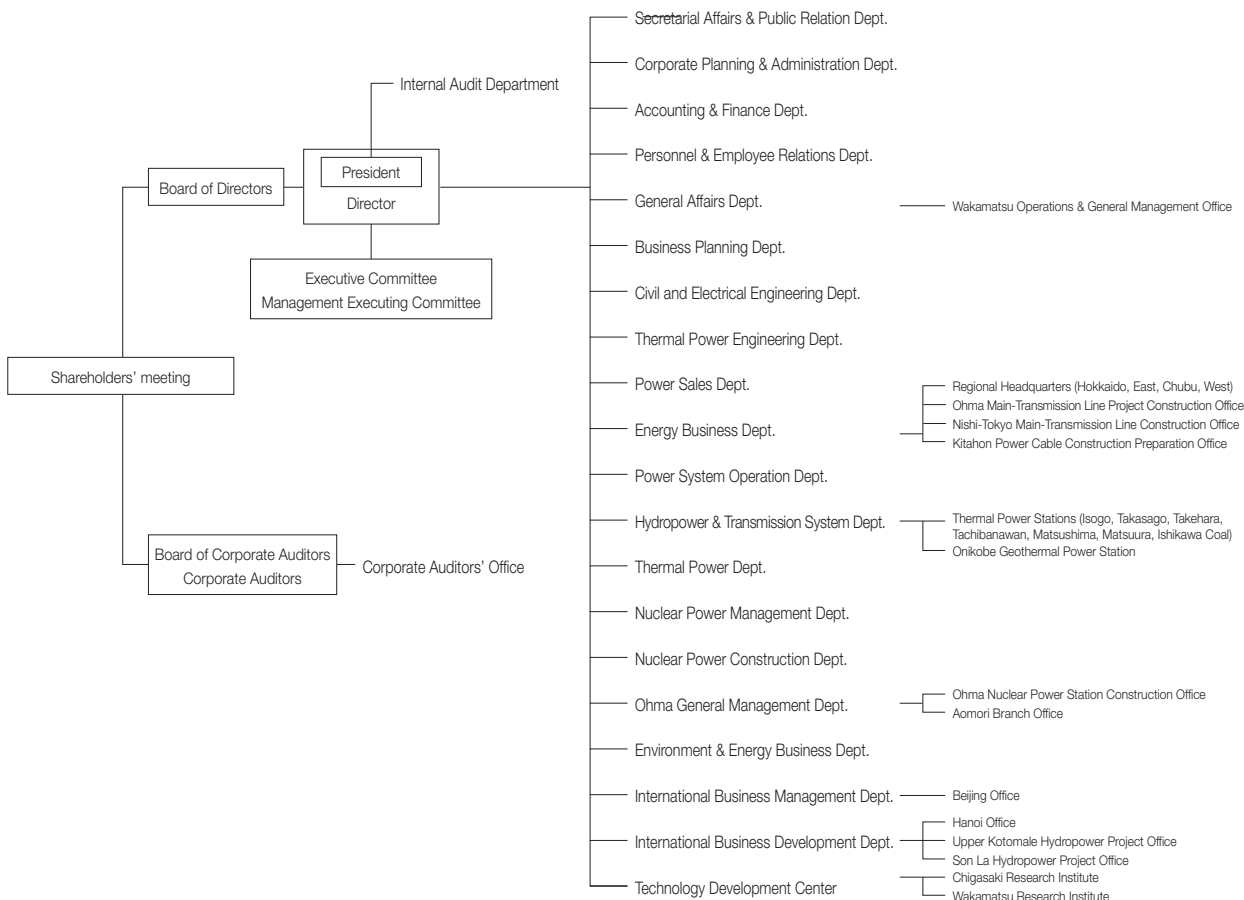 Secretarial Affairs & Public Relation Dept.
Corporate Planning & Administration Dept.
Internal Audit Department
Accounting & Finance Dept.
Personnel & Employee Relations Dept.
President
Board of Directors
Director
General Affairs Dept.
Wakamatsu Operations & General Management Office
Business Planning Dept.
Executive Committee
Management Executing Committee
Civil and Electrical Engineering Dept.
Thermal Power Engineering Dept.
Shareholders' meeting
Power Sales Dept.
Regional Headquarters (Hokkaido, East, Chubu, West)
Ohma Main-Transmission Line Project Construction Office
Energy Business Dept.
Nishi-Tokyo Main-Transmission Line Construction Office
Kitahon Power Cable Construction Preparation Office
Power System Operation Dept.
Hydropower & Transmission System Dept.
Thermal Power Stations (Isogo, Takasago, Takehara,
Tachibanawan, Matsushima, Matsuura, Ishikawa Coal)
Onikobe Geothermal Power Station
Board of Corporate Auditors
Corporate Auditors
Corporate Auditors' Office
Thermal Power Dept.
Nuclear Power Management Dept.
Nuclear Power Construction Dept.
Ohma General Management Dept.
Ohma Nuclear Power Station Construction Office
Aomori Branch Office
Environment & Energy Business Dept.
International Business Management Dept.
Beijing Office
International Business Development Dept.
Hanoi Office
Upper Kotomale Hydropower Project Office
Son La Hydropower Project Office
Technology Development Center
Chigasaki Research Institute
Wakamatsu Research Institute